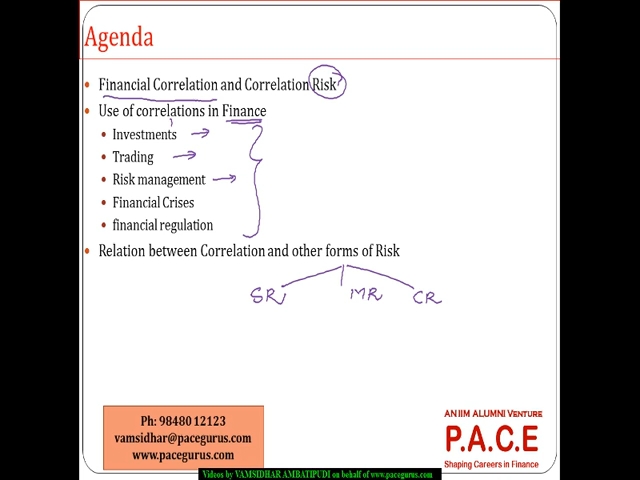 Agenda
• Financial Correlation and Correlation Risk
• Use of correlations in Finance
• Investments
• Trading
• Risk management
• Financial Crises
• financial regulation
• Relation between Correlation and other forms of Risk
SR, MR CR
Ph: 98480 12123
vamsidhar@pacegurus.com
www.pacegurus.com
AN IIM ALUMNI VENTURE
P.A.C.E
Shaping Careers in Finance
Videos by VAMSIDHAR AMBATIPUDI on behalf of www.pacegurus.com